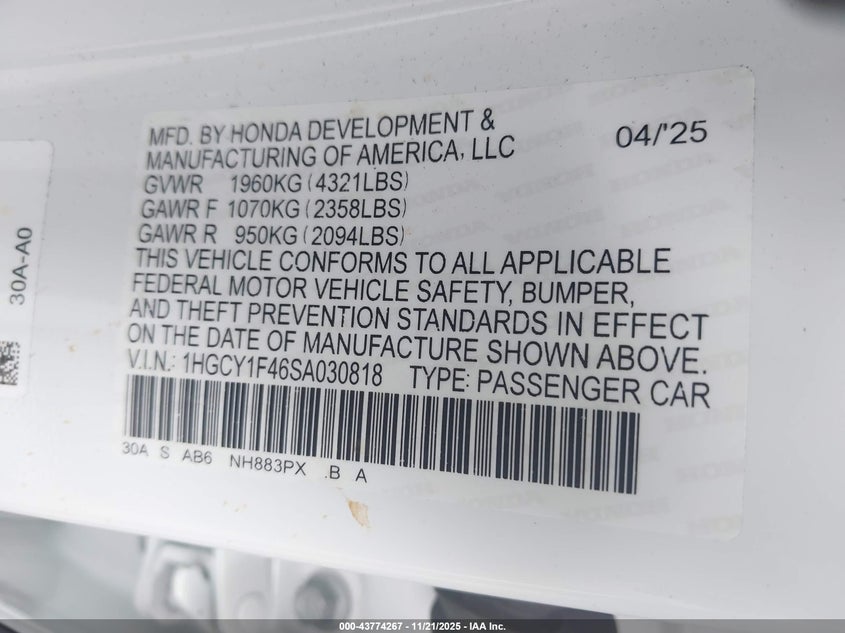 MFD. BY HONDA DEVELOPMENT &
MANUFACTURING OF AMERICA, LLC
04/'25
GVWR 1960KG (4321LBS)
GAWR F 1070KG (2358LBS)
GAWR R 950KG (2094LBS)
THIS VEHICLE CONFORMS TO ALL APPLICABLE
FEDERAL MOTOR VEHICLE SAFETY, BUMPER,
AND THEFT PREVENTION STANDARDS IN EFFECT
ON THE DATE OF MANUFACTURE SHOWN ABOVE.
V.I.N.: 1HGCY1F46SA030818 TYPE: PASSENGER CAR
30A S AB6 NH883PX .B A
30A-A0
000-43774267 - 11/21/2025 - IAA Inc.